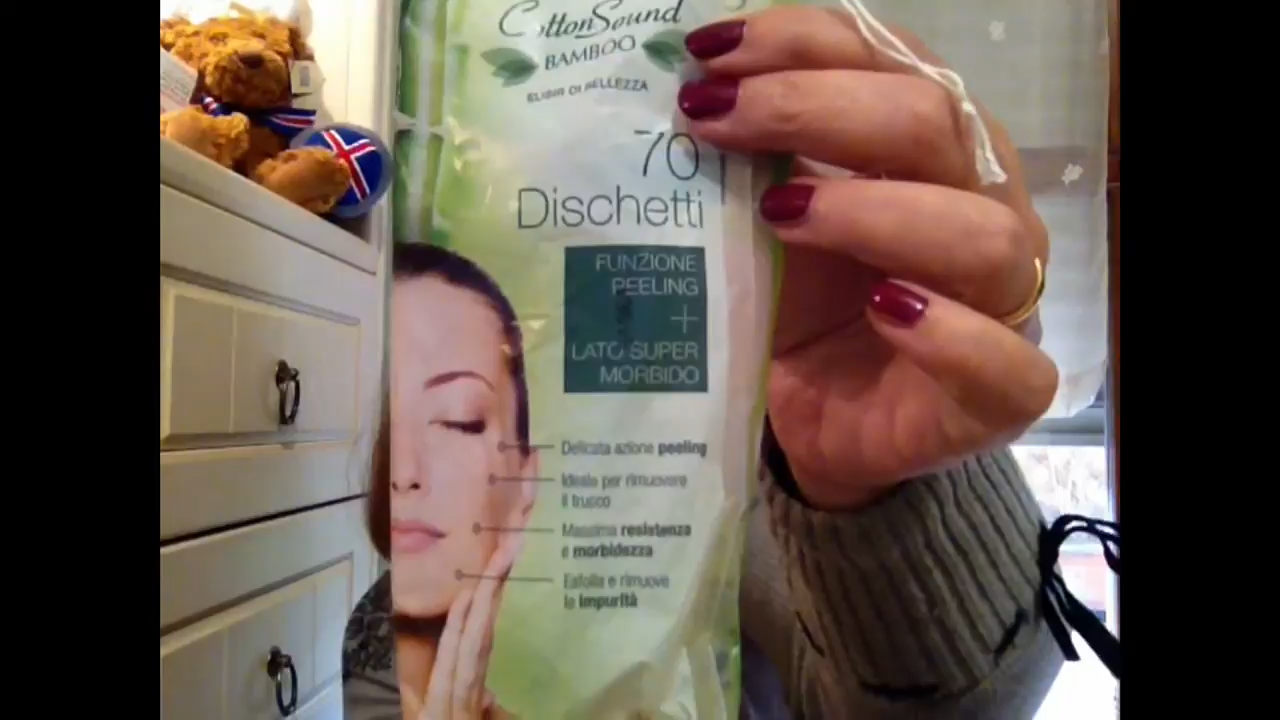 CottonSound
BAMBOO
ELISIR DI BELLEZZA
70
Dischetti
FUNZIONE
PEELING
+
LATO SUPER
MORBIDO
Delicata azione peeling
Ideale per rimuovere
il trucco
Massima resistenza
e morbidezza
Esfolia e rimuove
le impurità